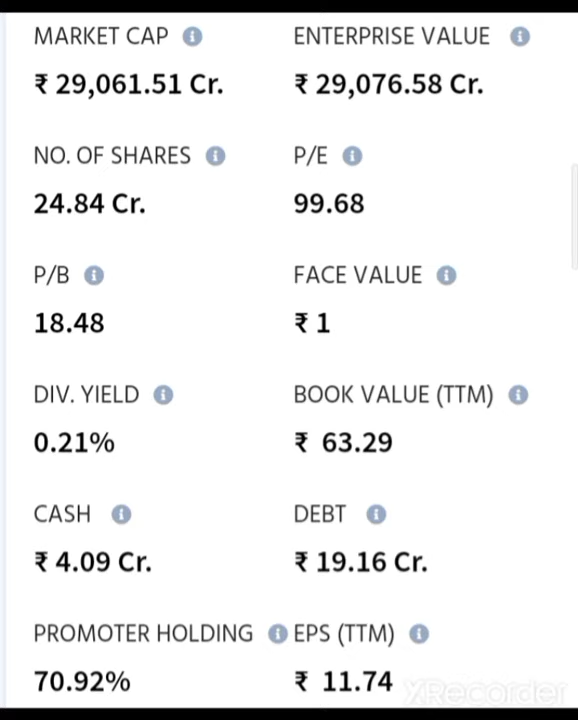 MARKET CAP ENTERPRISE VALUE
₹ 29,061.51 Cr. ₹ 29,076.58 Cr.
NO. OF SHARES P/E
24.84 Cr. 99.68
P/B FACE VALUE
18.48 ₹ 1
DIV. YIELD BOOK VALUE (TTM)
0.21% ₹ 63.29
CASH DEBT
₹ 4.09 Cr. ₹ 19.16 Cr.
PROMOTER HOLDING EPS (TTM)
70.92% ₹ 11.74
XRecorder